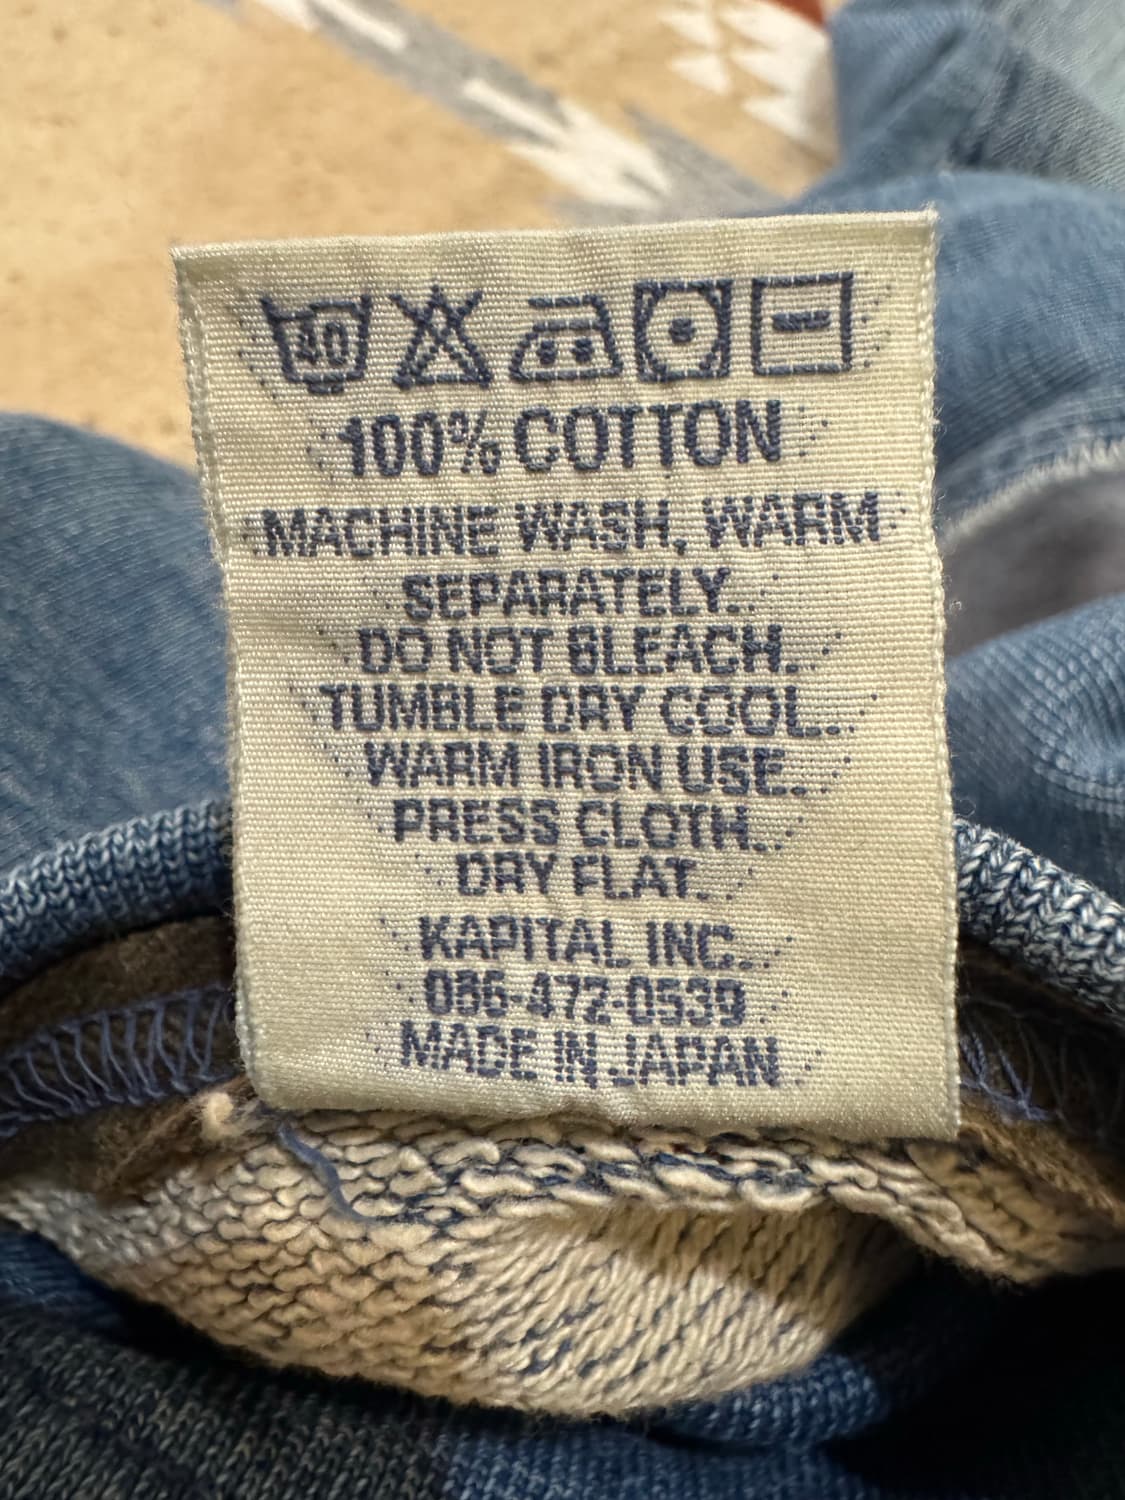 40
100% COTTON
MACHINE WASH, WARM
SEPARATELY.
DO NOT BLEACH.
TUMBLE DRY COOL.
WARM IRON USE.
PRESS CLOTH.
DRY FLAT.
KAPITAL INC.
086-472-0539
MADE IN JAPAN